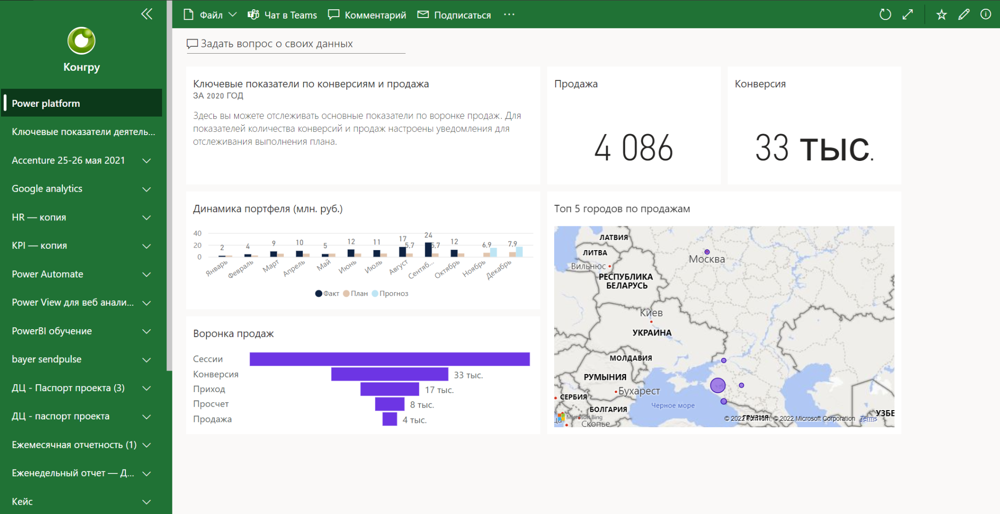 Файл
Чат в Teams
Комментарий
Подписаться
Конгру
Power platform
Ключевые показатели деятель...
Accenture 25-26 мая 2021
Google analytics
HR — копия
KPI — копия
Power Automate
Power View для веб анали...
PowerBI обучение
bayer sendpulse
ДЦ - Паспорт проекта (3)
ДЦ - паспорт проекта
Ежемесячная отчетность (1)
Еженедельный отчет — Д...
Кейс
Задать вопрос о своих данных
Ключевые показатели по конверсиям и продажа
ЗА 2020 ГОД
Здесь вы можете отслеживать основные показатели по воронке продаж. Для
показателей количества конверсий и продаж настроены уведомления для
отслеживания выполнения плана.
Продажа
4 086
Конверсия
33 тыс.
Динамика портфеля (млн. руб.)
40
20
0
2
4
9
10
5
12
11
17
5,7
24
5,7
12
6,9
7,9
Январь
Февраль
Март
Апрель
Май
Июнь
Июль
Август
Сентяб...
Октябрь
Ноябрь
Декабрь
Факт
План
Прогноз
Воронка продаж
Сессии
Конверсия
33 тыс.
Приход
17 тыс.
Просчет
8 тыс.
Продажа
4 тыс.
Топ 5 городов по продажам
ЛАТВИЯ
ЛИТВА
Вильнюс
РЕСПУБЛИКА
БЕЛАРУСЬ
Москва
Киев
УКРАИНА
МОЛДАВИЯ
РУМЫНИЯ
Бухарест
СЕРБИЯ
БОЛГАРИЯ
Черное море
Скопье
ГРУЗИЯ
УЗБЕ
Microsoft Bing
© 2022 TomTom, © 2022 Microsoft Corporation
Terms